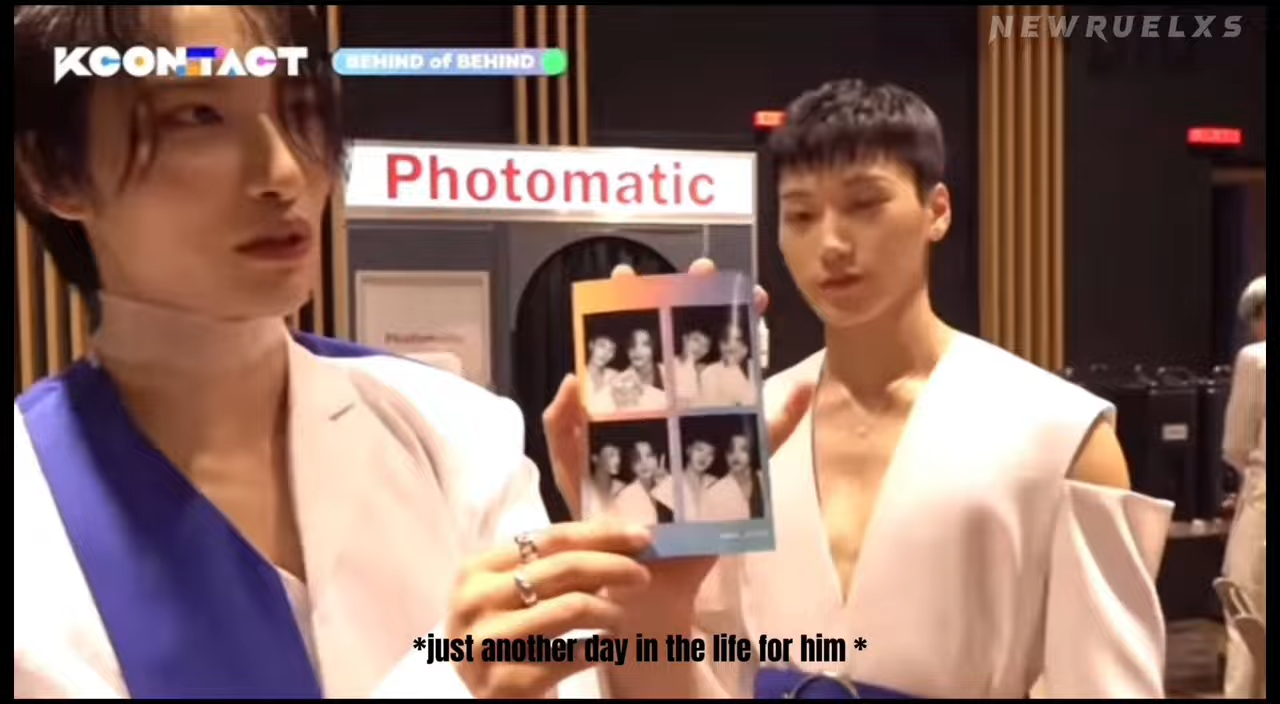 NEWRUELXS
KCONTACT
BEHIND of BEHIND
Photomatic
*just another day in the life for him *